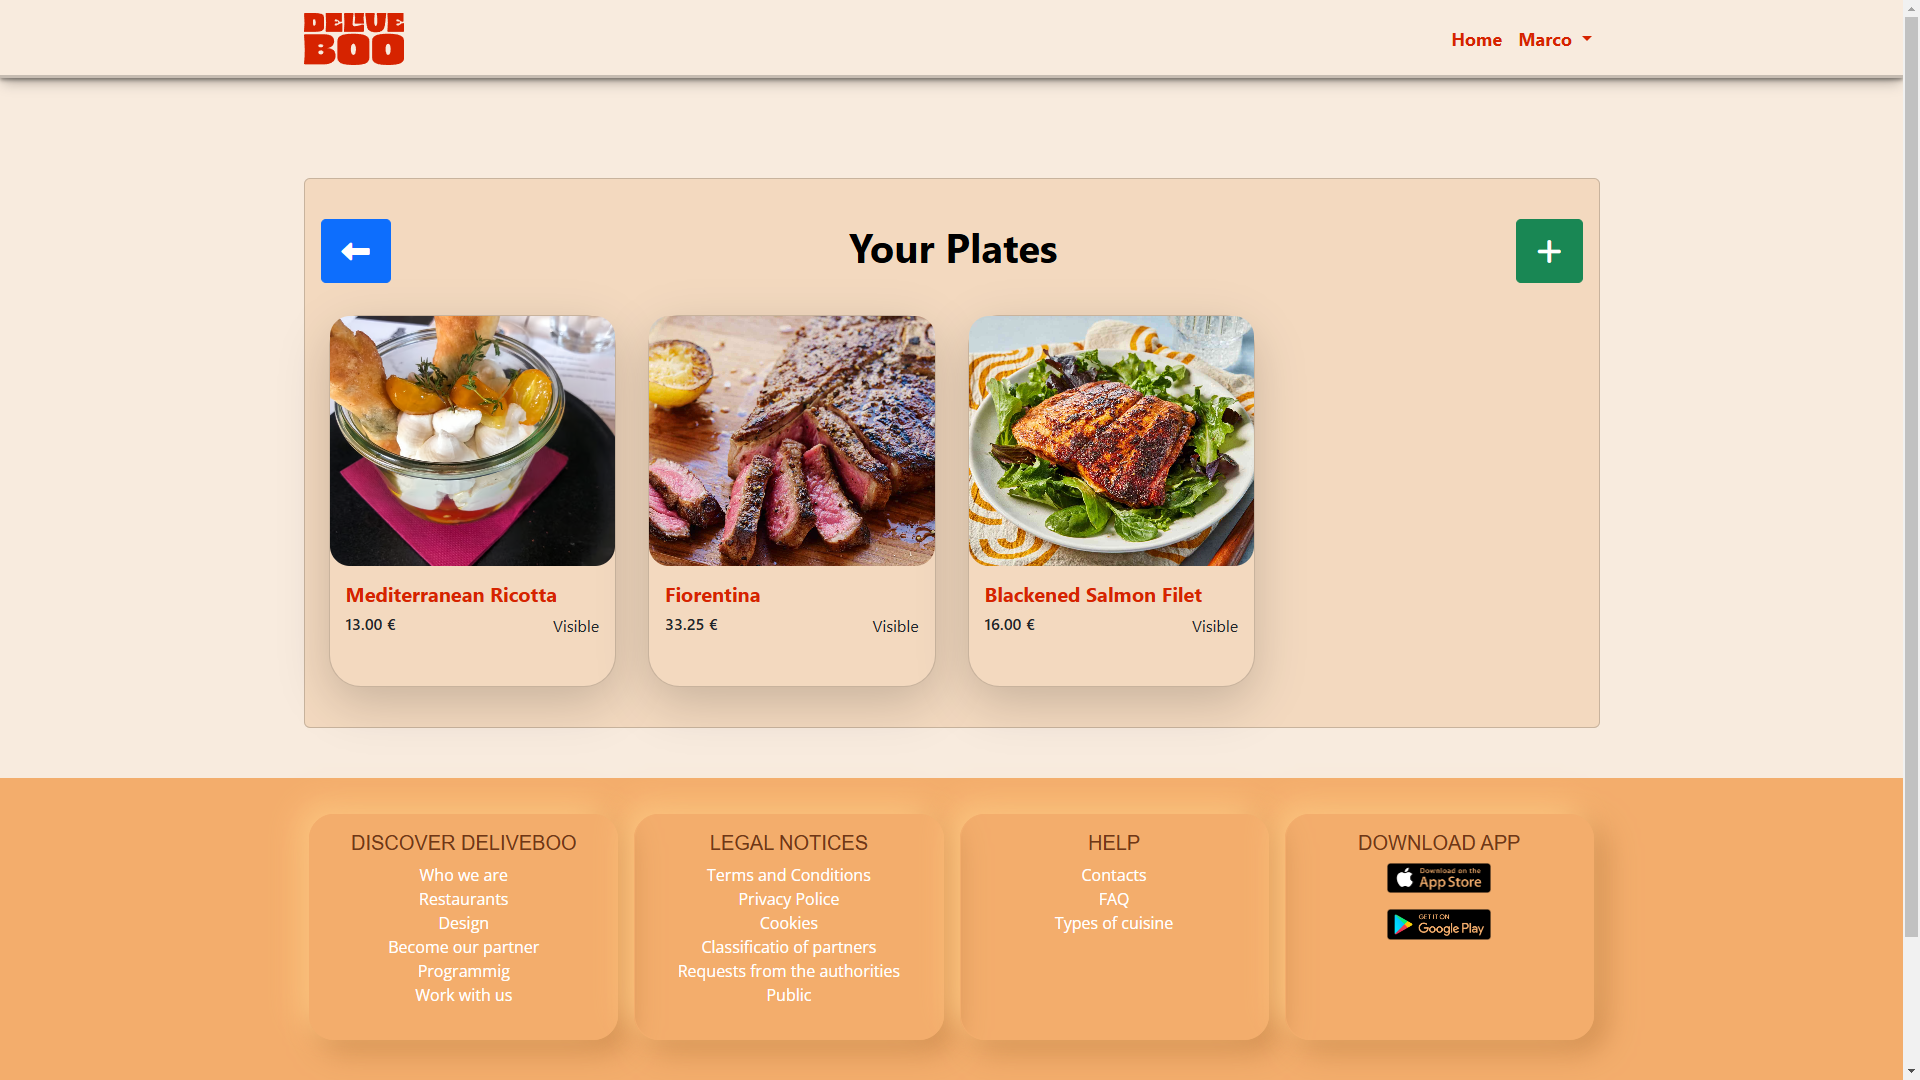 DELIVE
BOO
Home Marco
Your Plates
Mediterranean Ricotta
13.00 €
Visible
Fiorentina
33.25 €
Visible
Blackened Salmon Filet
16.00 €
Visible
DISCOVER DELIVEBOO
Who we are
Restaurants
Design
Become our partner
Programmig
Work with us
LEGAL NOTICES
Terms and Conditions
Privacy Police
Cookies
Classificatio of partners
Requests from the authorities
Public
HELP
Contacts
FAQ
Types of cuisine
DOWNLOAD APP
Download on the
App Store
GET IT ON
Google Play